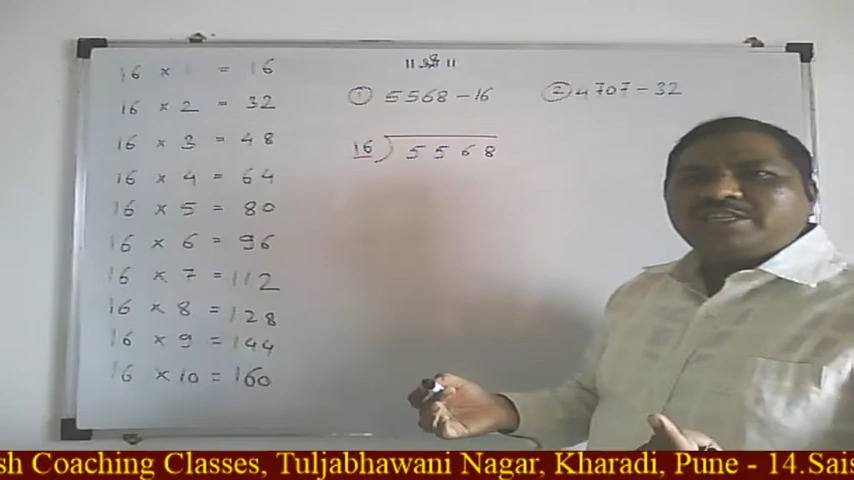 ॥ श्री ॥
16 × 1 = 16
16 × 2 = 32
16 × 3 = 48
16 × 4 = 64
16 × 5 = 80
16 × 6 = 96
16 × 7 = 112
16 × 8 = 128
16 × 9 = 144
16 × 10 = 160
① 5568 - 16
② 4707 - 32
16 ) 5568
sh Coaching Classes, Tuljabhawani Nagar, Kharadi, Pune - 14. Sais